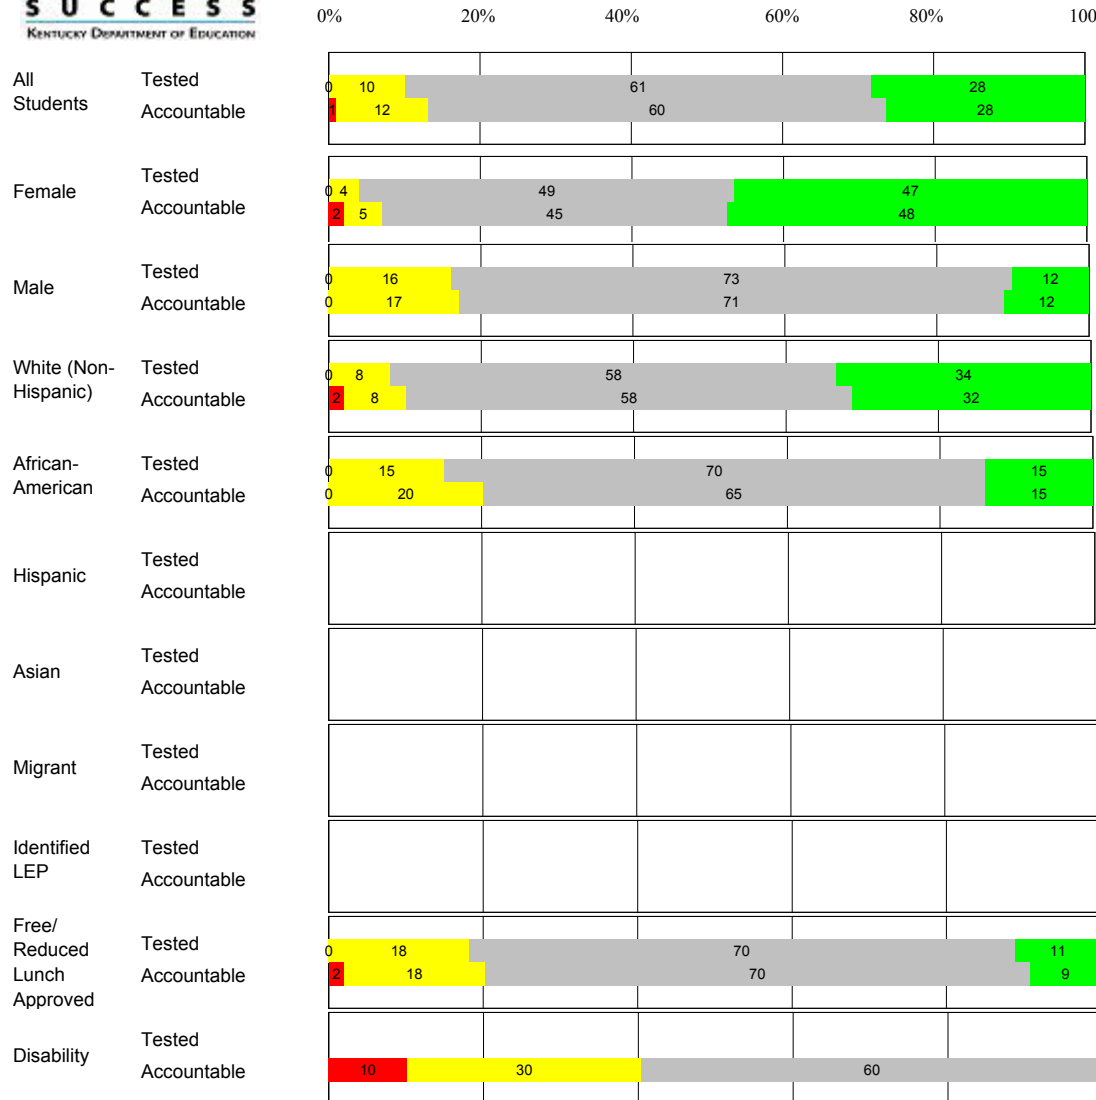 SUCCESS
KENTUCKY DEPARTMENT OF EDUCATION
0% 20% 40% 60% 80% 100
All Students
Tested 0 10 61 28
Accountable 1 12 60 28
Female
Tested 0 4 49 47
Accountable 2 5 45 48
Male
Tested 0 16 73 12
Accountable 0 17 71 12
White (Non-
Hispanic)
Tested 0 8 58 34
Accountable 2 8 58 32
African-
American
Tested 0 15 70 15
Accountable 0 20 65 15
Hispanic
Tested
Accountable
Asian
Tested
Accountable
Migrant
Tested
Accountable
Identified
LEP
Tested
Accountable
Free/
Reduced
Lunch
Approved
Tested 0 18 70 11
Accountable 2 18 70 9
Disability
Tested
Accountable 10 30 60